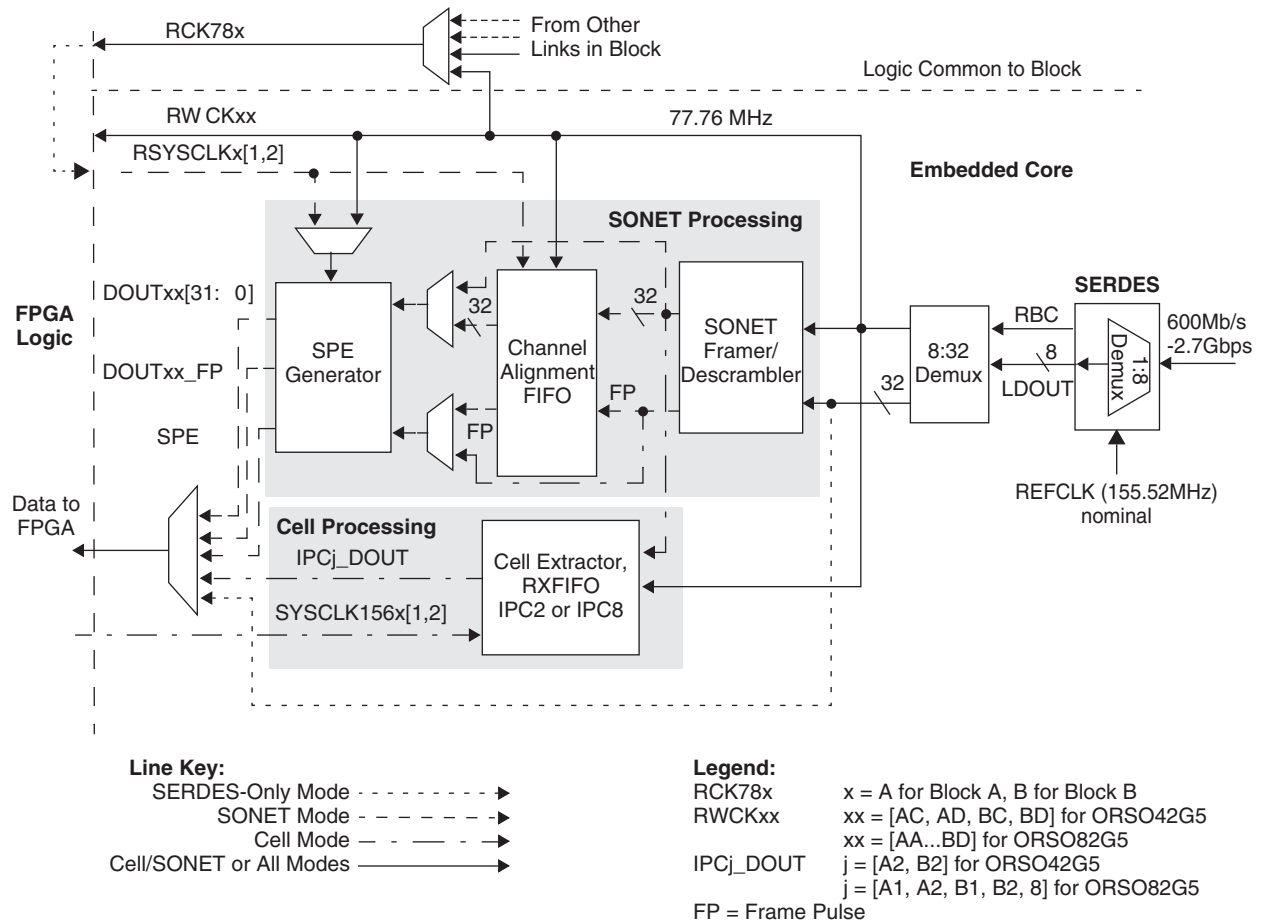 RCK78x
From Other
Links in Block
Logic Common to Block
RW CKxx
77.76 MHz
RSYSCLKx[1,2]
Embedded Core
SONET Processing
FPGA
Logic
DOUTxx[31: 0]
DOUTxx_FP
SPE
SPE
Generator
32
FP
Channel
Alignment
FIFO
32
FP
SONET
Framer/
Descrambler
32
8:32
Demux
RBC
8
LDOUT
SERDES
1:8
Demux
600Mb/s
-2.7Gbps
REFCLK (155.52MHz)
nominal
Data to
FPGA
Cell Processing
IPCj_DOUT
SYSCLK156x[1,2]
Cell Extractor,
RXFIFO
IPC2 or IPC8
Line Key:
SERDES-Only Mode
SONET Mode
Cell Mode
Cell/SONET or All Modes
Legend:
RCK78x x = A for Block A, B for Block B
RWCKxx xx = [AC, AD, BC, BD] for ORSO42G5
xx = [AA...BD] for ORSO82G5
IPCj_DOUT j = [A2, B2] for ORSO42G5
j = [A1, A2, B1, B2, 8] for ORSO82G5
FP = Frame Pulse